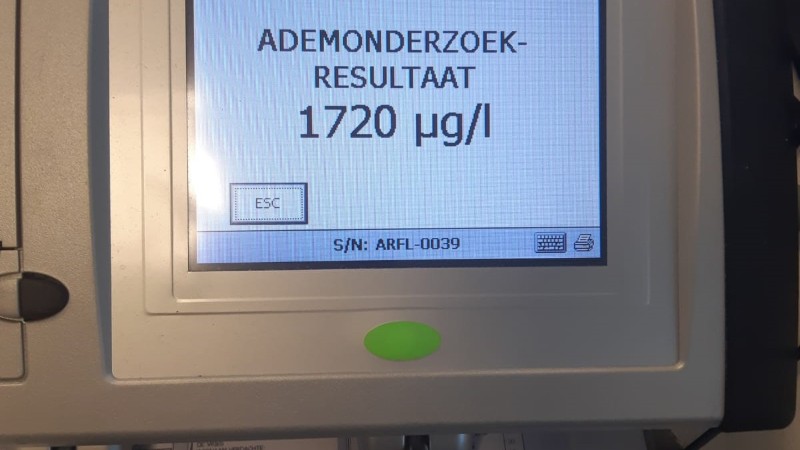 ADEMONDERZOEK-
RESULTAAT
1720 µg/l
ESC
S/N: ARFL-0039